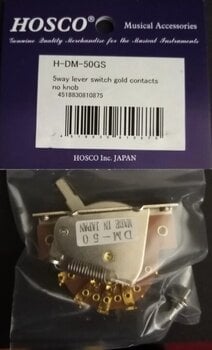 HOSCO
Musical Accessories
Genuine Quality Merchandise for the Musical Instruments
H-DM-50GS
5way lever switch gold contacts
no knob
4518830810875
HOSCO Inc. JAPAN
DM-50
MADE IN JAPAN